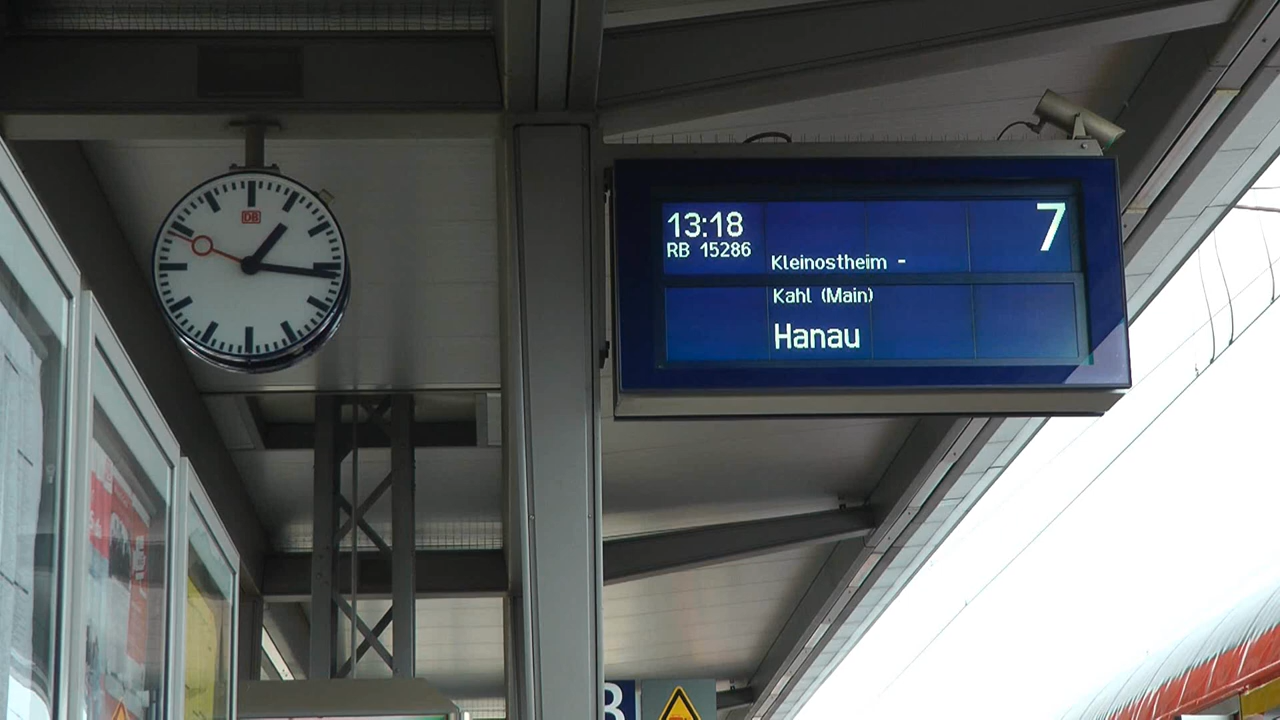 DB
13:18
7
RB 15286
Kleinostheim -
Kahl (Main)
Hanau